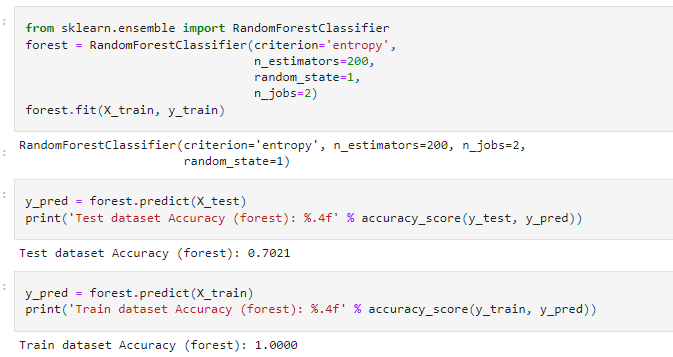 from sklearn.ensemble import RandomForestClassifier
forest = RandomForestClassifier(criterion='entropy',
                                n_estimators=200,
                                random_state=1,
                                n_jobs=2)
forest.fit(X_train, y_train)
RandomForestClassifier(criterion='entropy', n_estimators=200, n_jobs=2,
                       random_state=1)
y_pred = forest.predict(X_test)
print('Test dataset Accuracy (forest): %.4f' % accuracy_score(y_test, y_pred))
Test dataset Accuracy (forest): 0.7021
y_pred = forest.predict(X_train)
print('Train dataset Accuracy (forest): %.4f' % accuracy_score(y_train, y_pred))
Train dataset Accuracy (forest): 1.0000